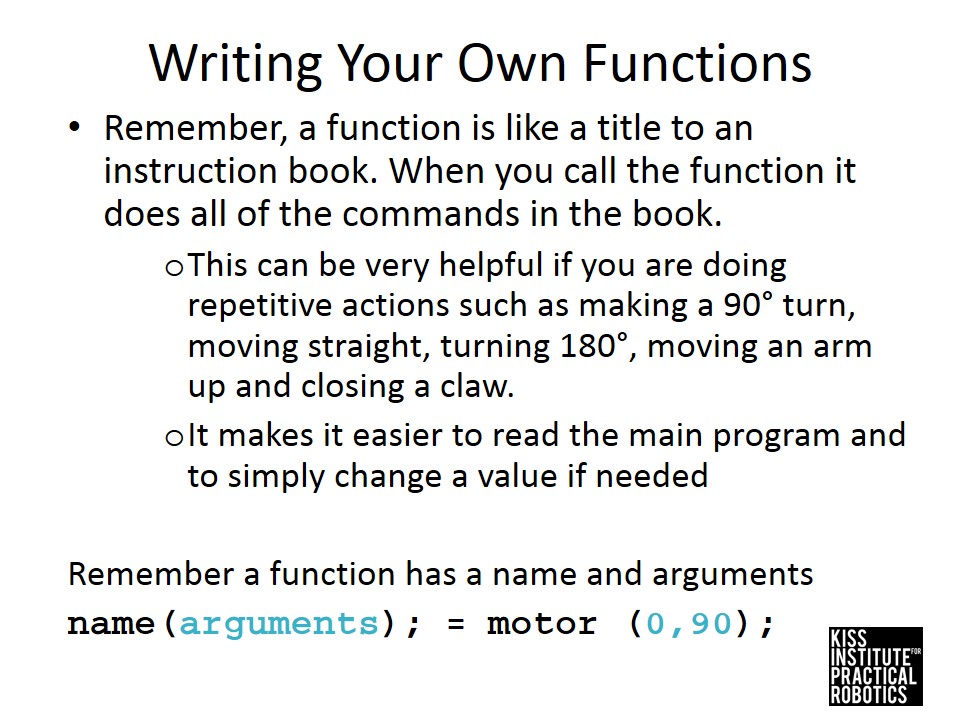 Writing Your Own Functions
• Remember, a function is like a title to an
instruction book. When you call the function it
does all of the commands in the book.
o This can be very helpful if you are doing
repetitive actions such as making a 90° turn,
moving straight, turning 180°, moving an arm
up and closing a claw.
o It makes it easier to read the main program and
to simply change a value if needed
Remember a function has a name and arguments
name(arguments); = motor (0,90);
KISS
INSTITUTE FOR
PRACTICAL
ROBOTICS